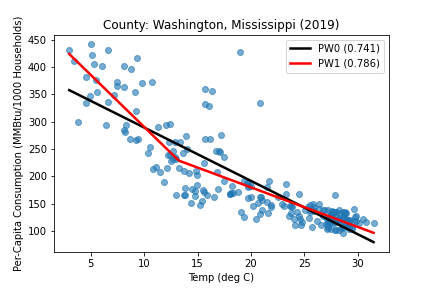 County: Washington, Mississippi (2019)
Per-Capita Consumption (MMBtu/1000 Households)
450
400
350
300
250
200
150
100
PW0 (0.741)
PW1 (0.786)
5
10
15
20
25
30
Temp (deg C)